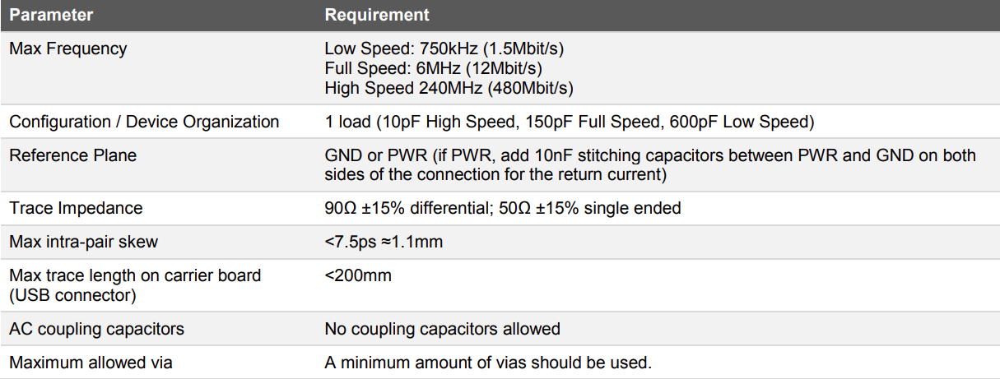 Parameter Requirement
Max Frequency Low Speed: 750kHz (1.5Mbit/s)
Full Speed: 6MHz (12Mbit/s)
High Speed 240MHz (480Mbit/s)
Configuration / Device Organization 1 load (10pF High Speed, 150pF Full Speed, 600pF Low Speed)
Reference Plane GND or PWR (if PWR, add 10nF stitching capacitors between PWR and GND on both
sides of the connection for the return current)
Trace Impedance 90Ω ±15% differential; 50Ω ±15% single ended
Max intra-pair skew <7.5ps ≈1.1mm
Max trace length on carrier board <200mm
(USB connector)
AC coupling capacitors No coupling capacitors allowed
Maximum allowed via A minimum amount of vias should be used.